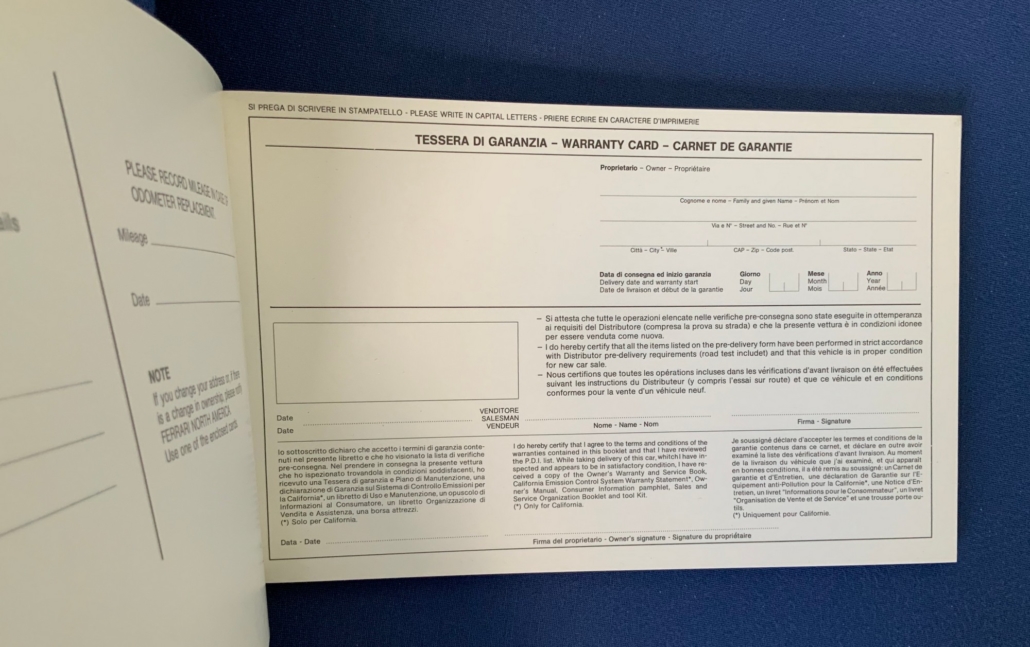 ails
PLEASE RECORD MILEAGE IN CASE OF
ODOMETER REPLACEMENT.
Mileage
Date
NOTE
If you change your address or if there
is a change in ownership, please notify
FERRARI NORTH AMERICA
Use one of the enclosed cards.
SI PREGA DI SCRIVERE IN STAMPATELLO - PLEASE WRITE IN CAPITAL LETTERS - PRIERE ECRIRE EN CARACTERE D'IMPRIMERIE
TESSERA DI GARANZIA – WARRANTY CARD – CARNET DE GARANTIE
Proprietario – Owner – Propriétaire
Cognome e nome – Family and given Name – Prénom et Nom
Via e N° – Street and No. – Rue et N°
Città – City – Ville
CAP – Zip – Code post.
Stato – State – Etat
Data di consegna ed inizio garanzia Giorno Mese Anno
Delivery date and warranty start Day Month Year
Date de livraison et début de la garantie Jour Mois Année
– Si attesta che tutte le operazioni elencate nelle verifiche pre-consegna sono state eseguite in ottemperanza
ai requisiti del Distributore (compresa la prova su strada) e che la presente vettura è in condizioni idonee
per essere venduta come nuova.
– I do hereby certify that all the items listed on the pre-delivery form have been performed in strict accordance
with Distributor pre-delivery requirements (road test includet) and that this vehicle is in proper condition
for new car sale.
– Nous certifions que toutes les opérations incluses dans les vérifications d'avant livraison on été effectuées
suivant les instructions du Distributeur (y compris l'essai sur route) et que ce véhicule et en conditions
conformes pour la vente d'un véhicule neuf.
Date
Date
VENDITORE
SALESMAN
VENDEUR
Nome - Name - Nom
Firma - Signature
Io sottoscritto dichiaro che accetto i termini di garanzia conte-
nuti nel presente libretto e che ho visionato la lista di verifiche
pre-consegna. Nel prendere in consegna la presente vettura
che ho ispezionato trovandola in condizioni soddisfacenti, ho
ricevuto una Tessera di garanzia e Piano di Manutenzione, una
dichiarazione di Garanzia sul Sistema di Controllo Emissioni per
la California*, un libretto di Uso e Manutenzione, un opuscolo di
Informazioni al Consumatore, un libretto Organizzazione di
Vendita e Assistenza, una borsa attrezzi.
(*) Solo per California.
I do hereby certify that I agree to the terms and conditions of the
warranties contained in this booklet and that I have reviewed
the P.D.I. list. While taking delivery of this car, whitchI have in-
spected and appears to be in satisfactory condition, I have re-
ceived a copy of the Owner's Warranty and Service Book,
California Emission Control System Warranty Statement*, Ow-
ner's Manual, Consumer Information pamphlet, Sales and
Service Organization Booklet and tool Kit.
(*) Only for California.
Je soussigné déclare d'accepter les termes et conditions de la
garantie contenus dans ce carnet, et déclare en outre avoir
examiné la liste des vérifications d'avant livraison. Au moment
de la livraison du véhicule que j'ai examiné, et qui apparaît
en bonnes conditions, il a été remis au soussigné: un Carnet de
garantie et d'Entretien, une déclaration de Garantie sur l'E-
quipement anti-Pollution pour la Californie*, une Notice d'En-
tretien, un livret "Informations pour le Consommateur", un livret
"Organisation de Vente et de Service" et une trousse porte ou-
tils.
(*) Uniquement pour Californie.
Data - Date
Firma del proprietario - Owner's signature - Signature du propriétaire